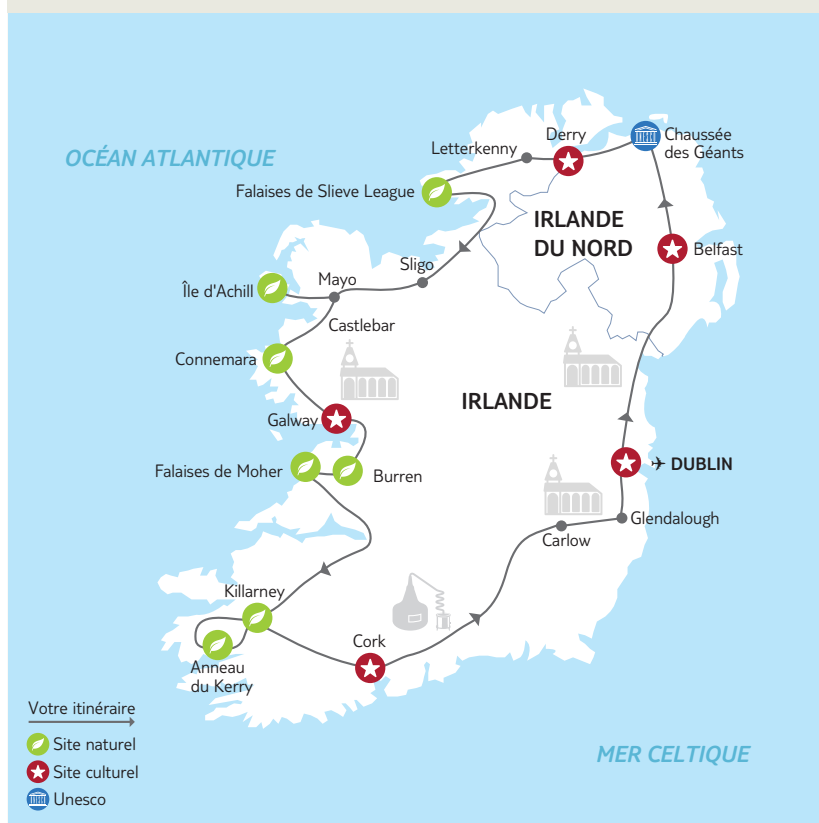 OCÉAN ATLANTIQUE
Derry
Chaussée
des Géants
Letterkenny
Falaises de Slieve League
IRLANDE
DU NORD
Belfast
Sligo
Mayo
Île d'Achill
Castlebar
Connemara
IRLANDE
Galway
Falaises de Moher
Burren
DUBLIN
Glendalough
Carlow
Killarney
Cork
Anneau
du Kerry
Votre itinéraire
Site naturel
Site culturel
Unesco
MER CELTIQUE